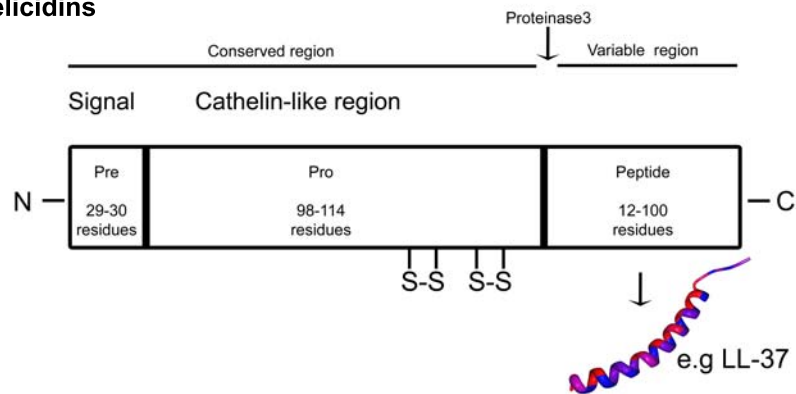 elicidins
Proteinase3
Conserved region
Variable region
Signal
Cathelin-like region
Pre
Pro
Peptide
N
29-30
residues
98-114
residues
12-100
residues
C
S-S
S-S
e.g LL-37